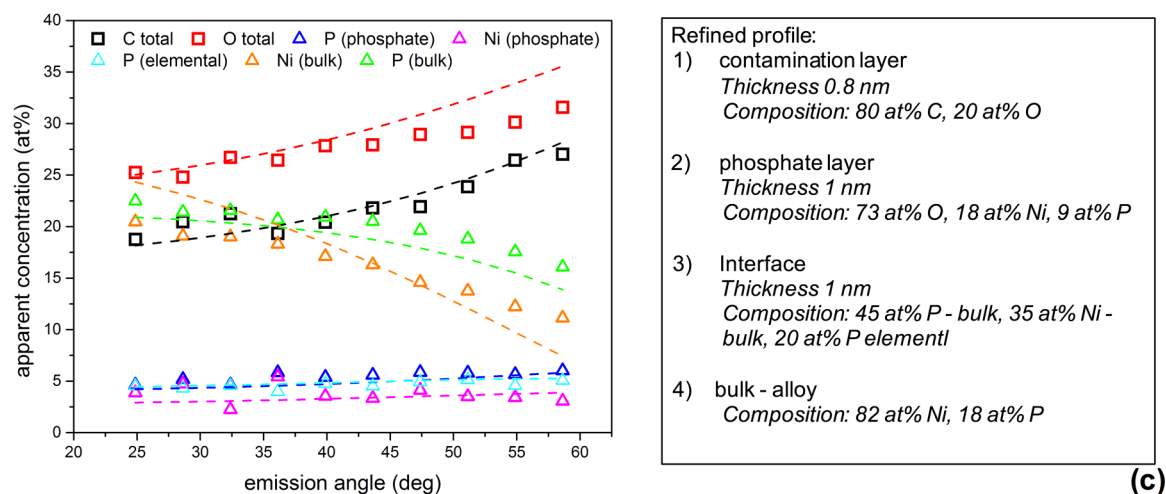 40
35
30
25
20
15
10
5
0
apparent concentration (at%)
C total O total P (phosphate) Ni (phosphate)
P (elemental) Ni (bulk) P (bulk)
20 25 30 35 40 45 50 55 60 65
emission angle (deg)
Refined profile:
1) contamination layer
Thickness 0.8 nm
Composition: 80 at% C, 20 at% O
2) phosphate layer
Thickness 1 nm
Composition: 73 at% O, 18 at% Ni, 9 at% P
3) Interface
Thickness 1 nm
Composition: 45 at% P - bulk, 35 at% Ni -
bulk, 20 at% P elementl
4) bulk - alloy
Composition: 82 at% Ni, 18 at% P
(c)